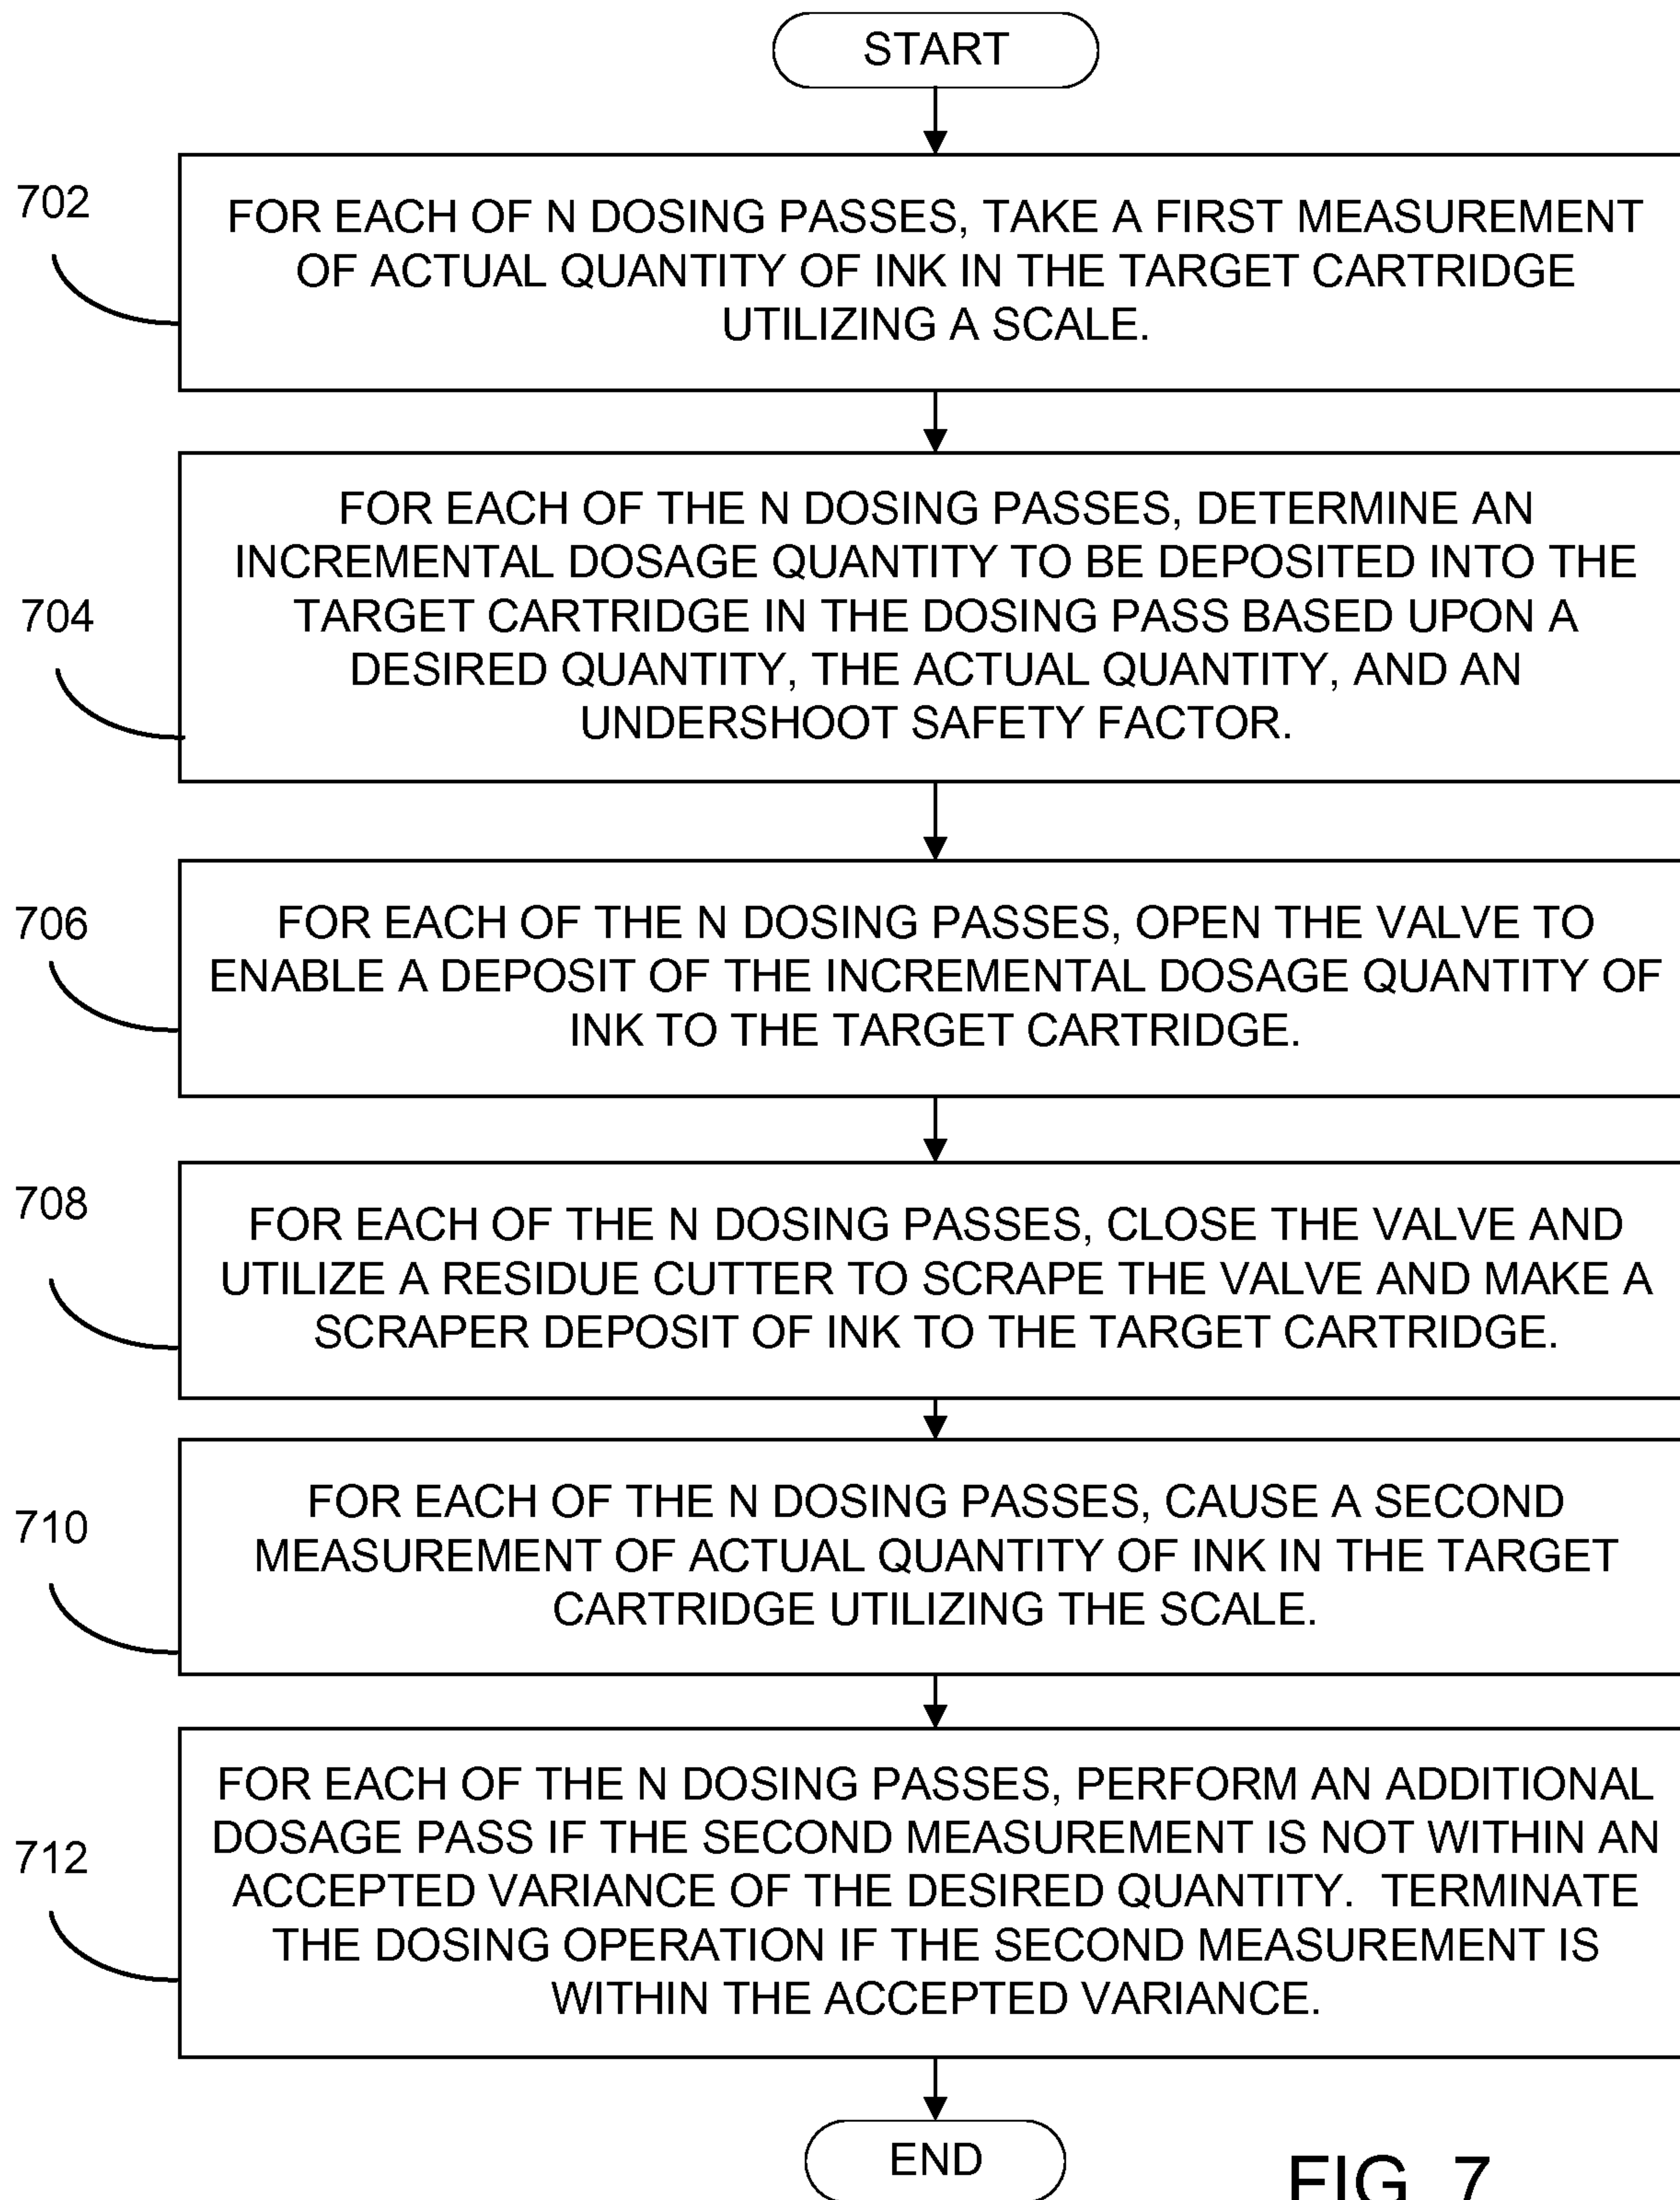 START
702
FOR EACH OF N DOSING PASSES, TAKE A FIRST MEASUREMENT
OF ACTUAL QUANTITY OF INK IN THE TARGET CARTRIDGE
UTILIZING A SCALE.
704
FOR EACH OF THE N DOSING PASSES, DETERMINE AN
INCREMENTAL DOSAGE QUANTITY TO BE DEPOSITED INTO THE
TARGET CARTRIDGE IN THE DOSING PASS BASED UPON A
DESIRED QUANTITY, THE ACTUAL QUANTITY, AND AN
UNDERSHOOT SAFETY FACTOR.
706
FOR EACH OF THE N DOSING PASSES, OPEN THE VALVE TO
ENABLE A DEPOSIT OF THE INCREMENTAL DOSAGE QUANTITY OF
INK TO THE TARGET CARTRIDGE.
708
FOR EACH OF THE N DOSING PASSES, CLOSE THE VALVE AND
UTILIZE A RESIDUE CUTTER TO SCRAPE THE VALVE AND MAKE A
SCRAPER DEPOSIT OF INK TO THE TARGET CARTRIDGE.
710
FOR EACH OF THE N DOSING PASSES, CAUSE A SECOND
MEASUREMENT OF ACTUAL QUANTITY OF INK IN THE TARGET
CARTRIDGE UTILIZING THE SCALE.
712
FOR EACH OF THE N DOSING PASSES, PERFORM AN ADDITIONAL
DOSAGE PASS IF THE SECOND MEASUREMENT IS NOT WITHIN AN
ACCEPTED VARIANCE OF THE DESIRED QUANTITY.  TERMINATE
THE DOSING OPERATION IF THE SECOND MEASUREMENT IS
WITHIN THE ACCEPTED VARIANCE.
END
FIG. 7